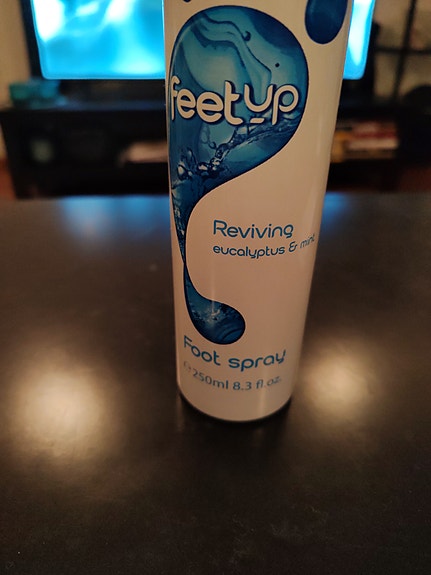 feetup
Reviving
eucalyptus & mint
Foot spray
℮250ml 8.3 fl.oz.